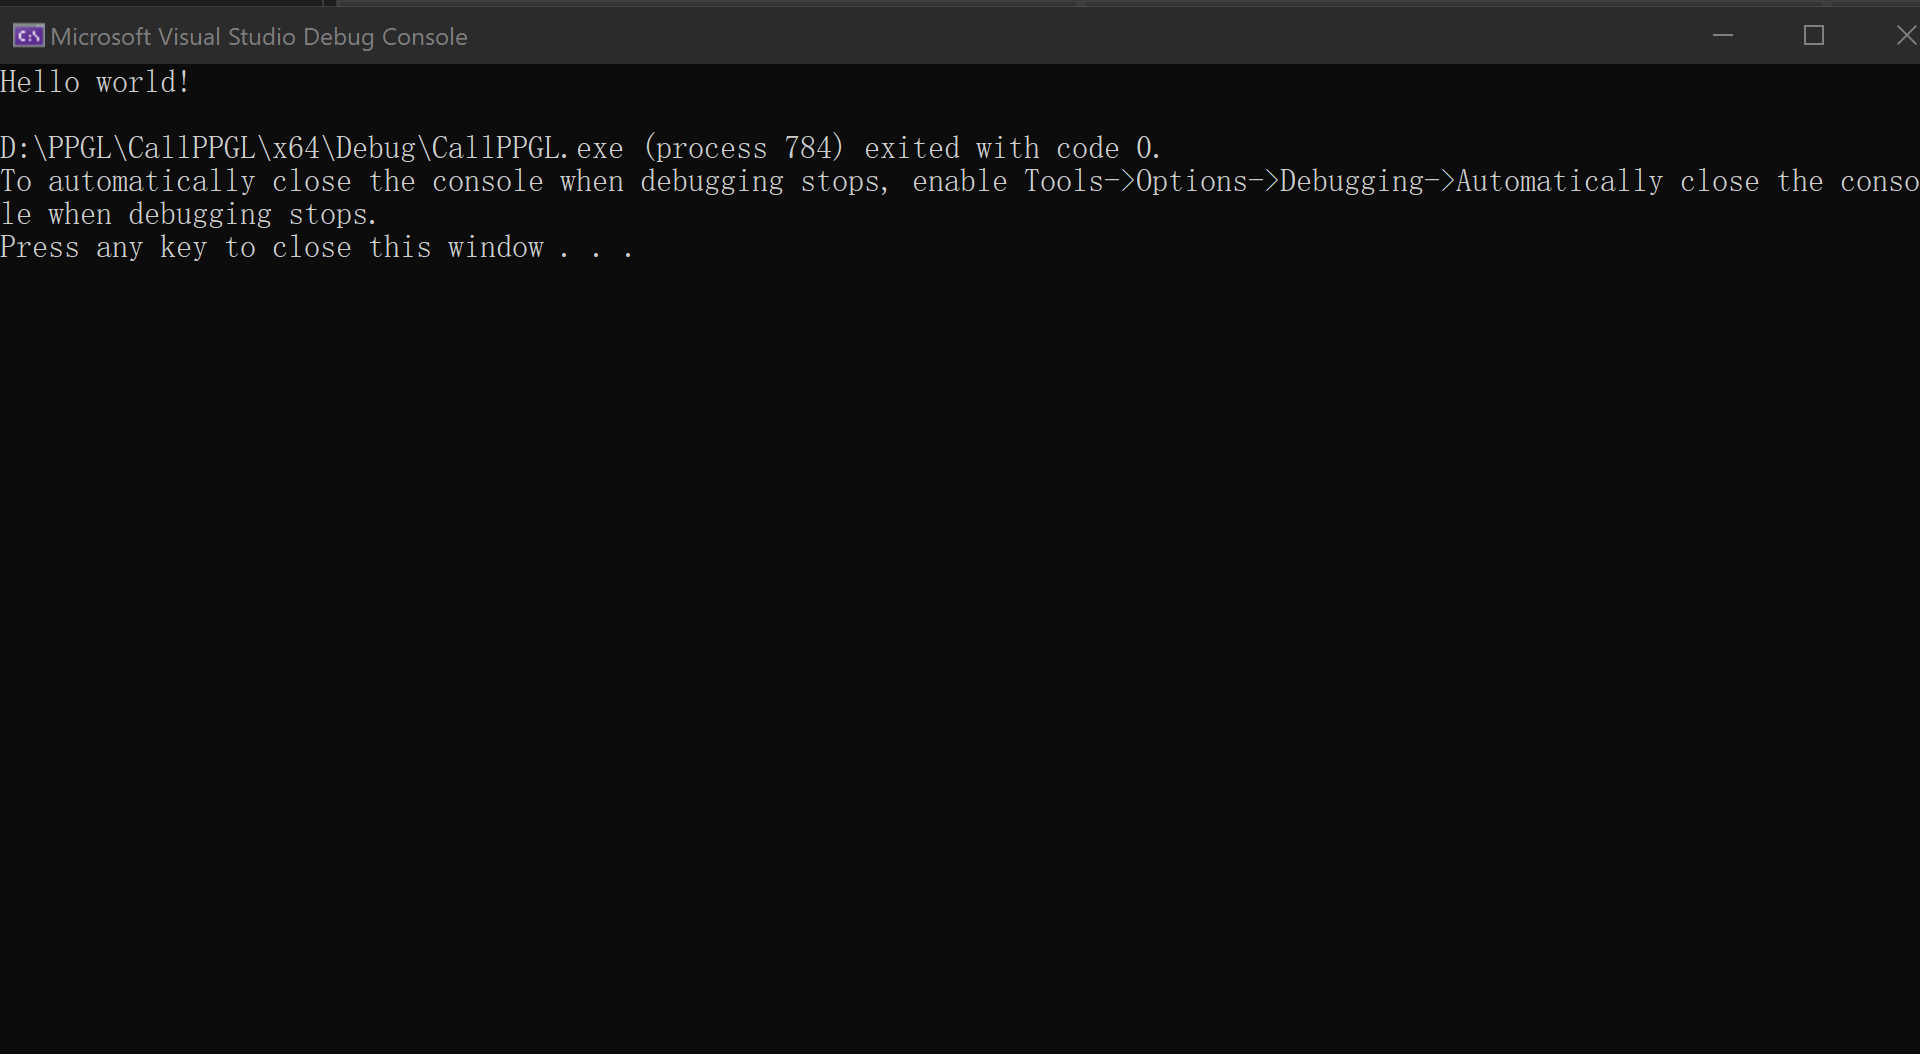 Microsoft Visual Studio Debug Console
Hello world!
D:\PPGL\CallPPGL\x64\Debug\CallPPGL.exe (process 784) exited with code 0.
To automatically close the console when debugging stops, enable Tools->Options->Debugging->Automatically close the conso
le when debugging stops.
Press any key to close this window . . .